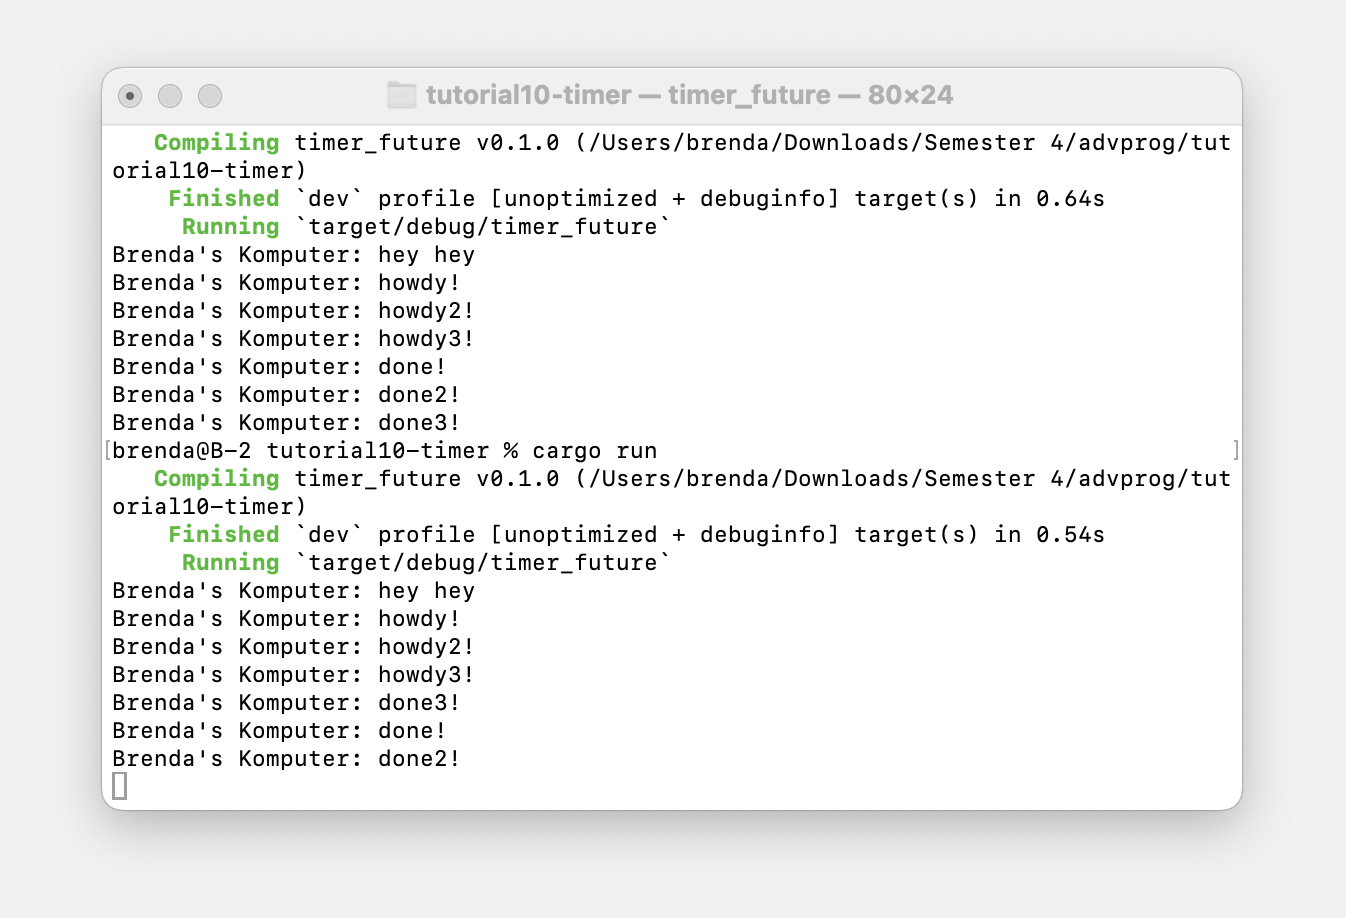 tutorial10-timer — timer_future — 80×24
   Compiling timer_future v0.1.0 (/Users/brenda/Downloads/Semester 4/advprog/tut
orial10-timer)
    Finished `dev` profile [unoptimized + debuginfo] target(s) in 0.64s
     Running `target/debug/timer_future`
Brenda's Komputer: hey hey
Brenda's Komputer: howdy!
Brenda's Komputer: howdy2!
Brenda's Komputer: howdy3!
Brenda's Komputer: done!
Brenda's Komputer: done2!
Brenda's Komputer: done3!
[brenda@B-2 tutorial10-timer % cargo run ]
   Compiling timer_future v0.1.0 (/Users/brenda/Downloads/Semester 4/advprog/tut
orial10-timer)
    Finished `dev` profile [unoptimized + debuginfo] target(s) in 0.54s
     Running `target/debug/timer_future`
Brenda's Komputer: hey hey
Brenda's Komputer: howdy!
Brenda's Komputer: howdy2!
Brenda's Komputer: howdy3!
Brenda's Komputer: done3!
Brenda's Komputer: done!
Brenda's Komputer: done2!